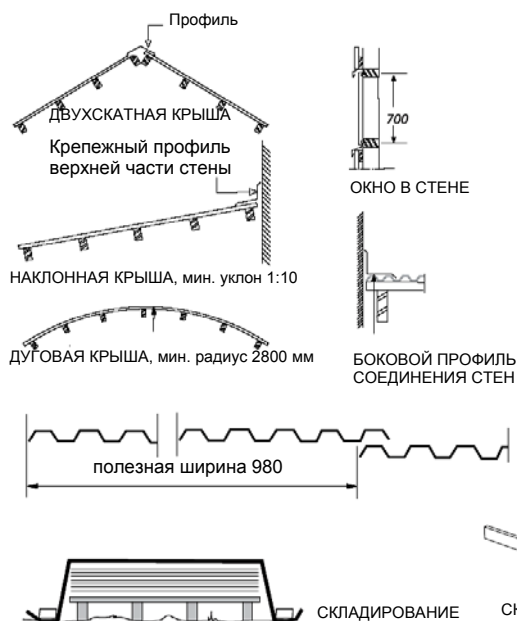 Профиль
ДВУХСКАТНАЯ КРЫША
Крепежный профиль
верхней части стены
700
ОКНО В СТЕНЕ
НАКЛОННАЯ КРЫША, мин. уклон 1:10
ДУГОВАЯ КРЫША, мин. радиус 2800 мм
БОКОВОЙ ПРОФИЛЬ
СОЕДИНЕНИЯ СТЕН
полезная ширина 980
СКЛАДИРОВАНИЕ